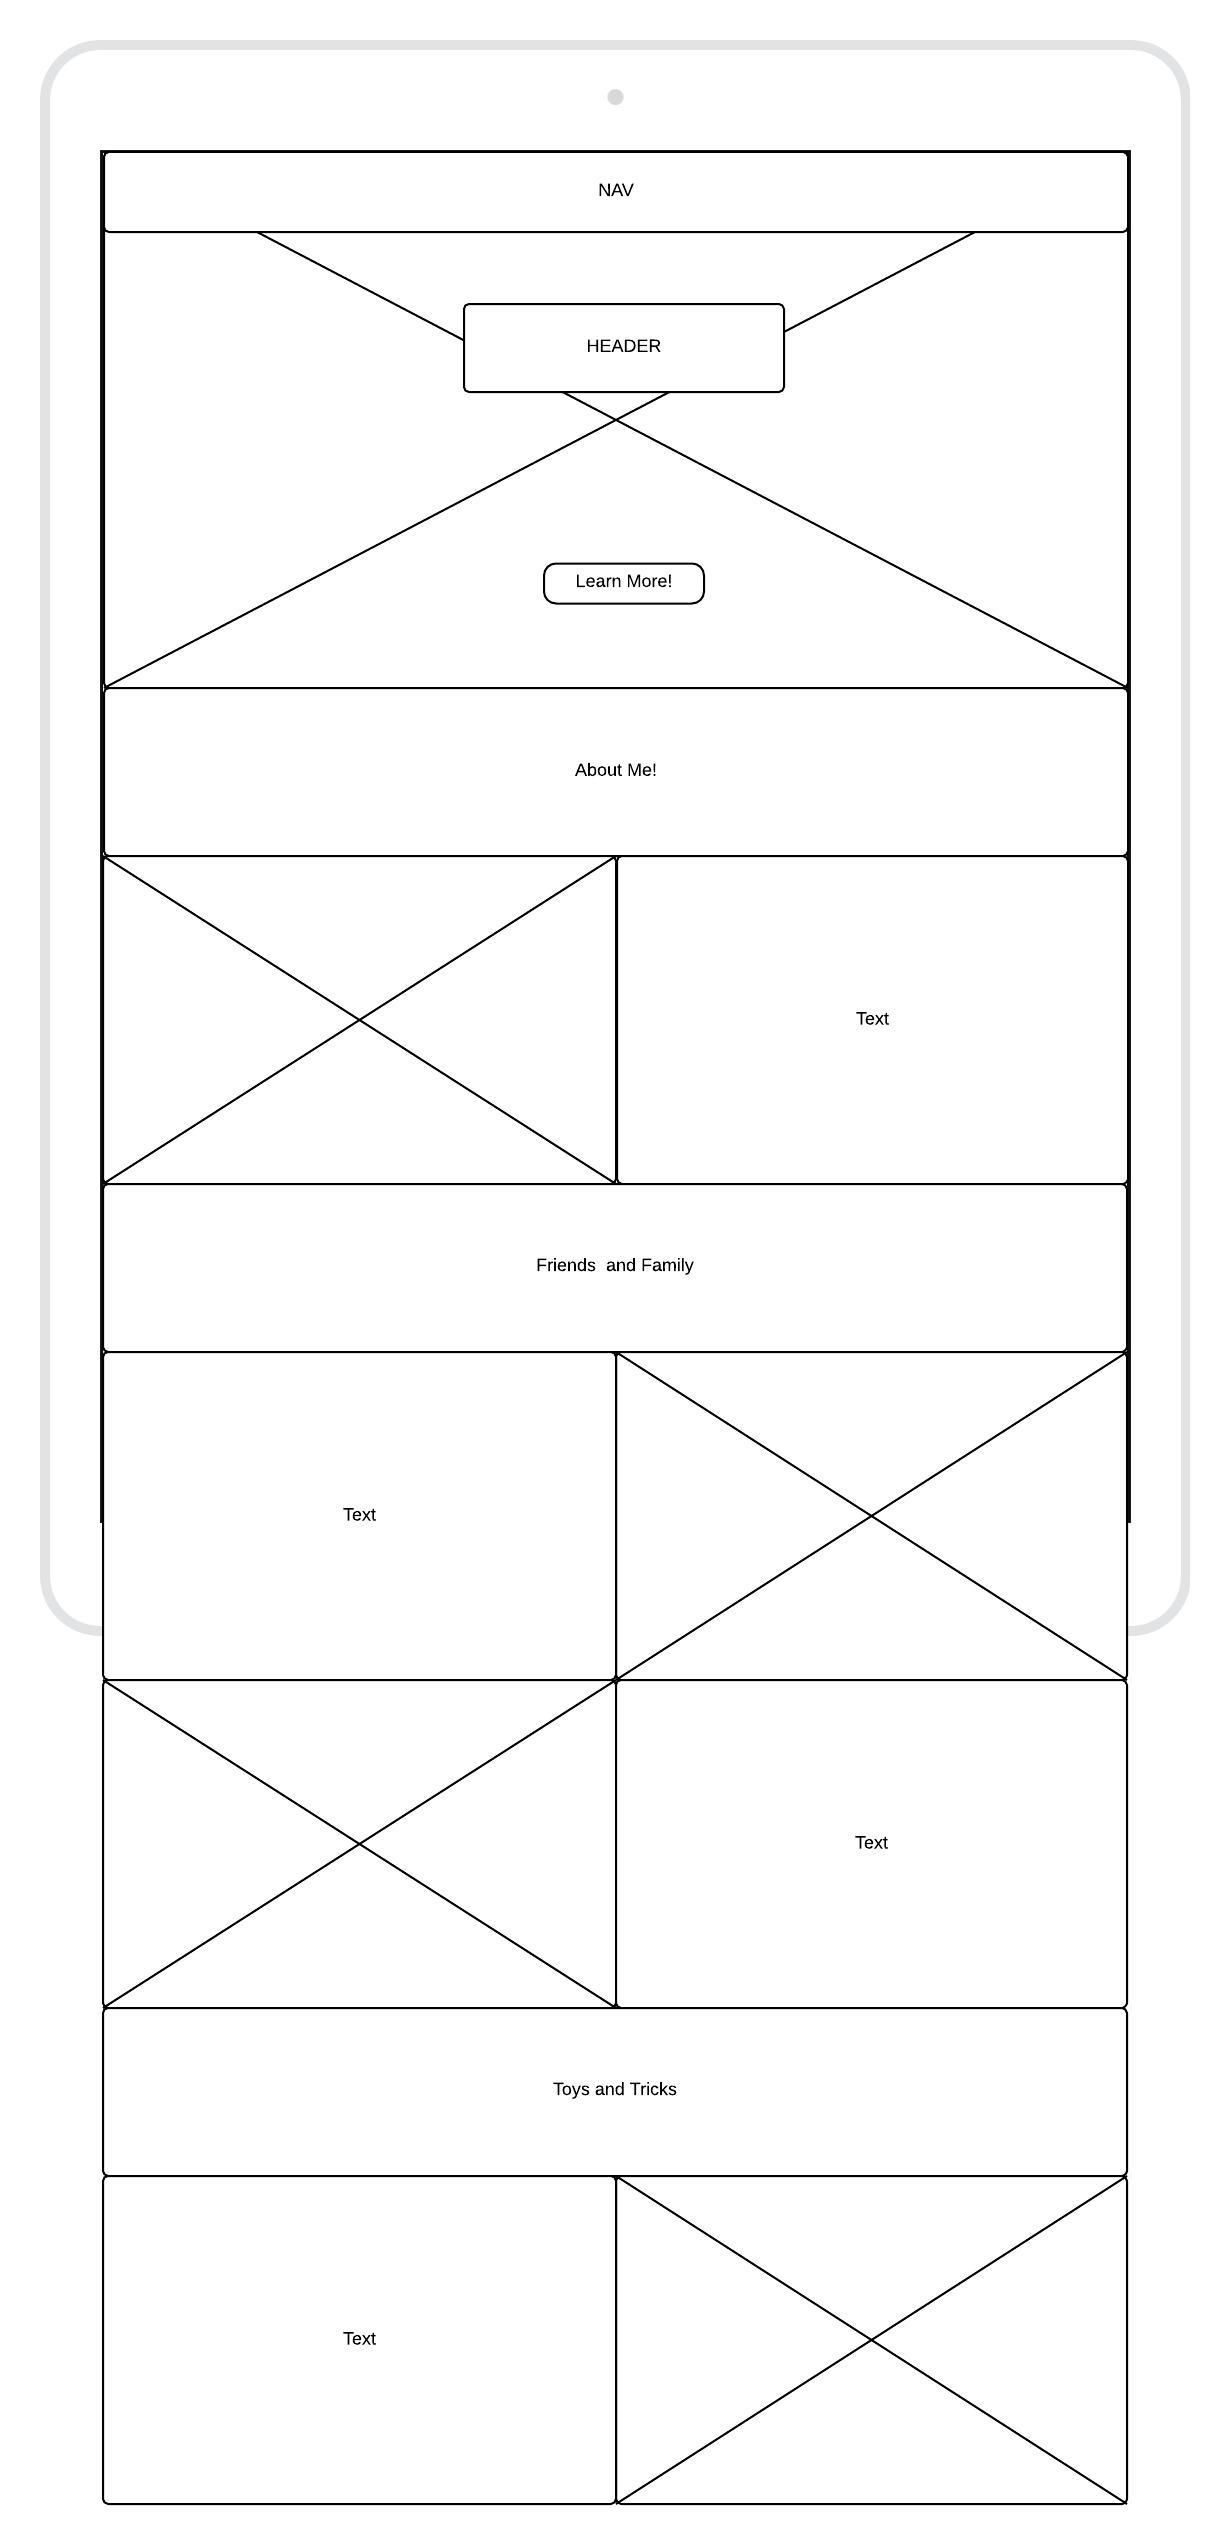 NAV
HEADER
Learn More!
About Me!
Text
Friends  and Family
Text
Text
Toys and Tricks
Text